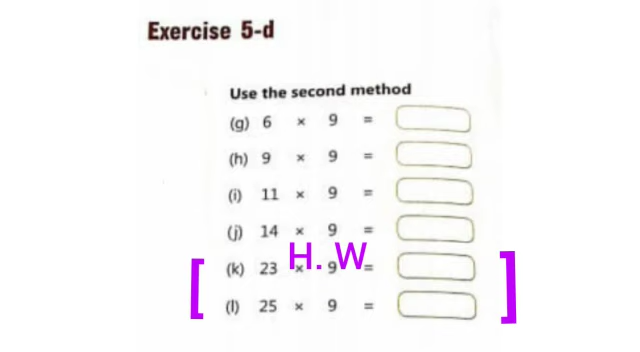 Exercise 5-d
Use the second method
(g) 6 × 9 =
(h) 9 × 9 =
(i) 11 × 9 =
(j) 14 × 9 =
H. W
(k) 23 × 9 =
(l) 25 × 9 =